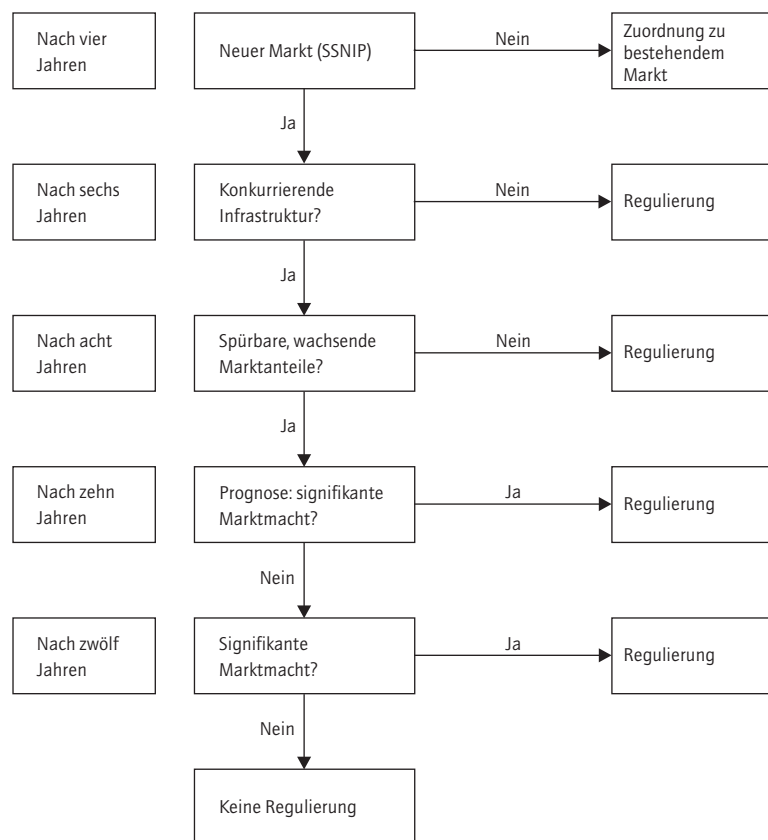 Nach vier
Jahren
Neuer Markt (SSNIP)
Nein
Zuordnung zu
bestehendem
Markt
Ja
Nach sechs
Jahren
Konkurrierende
Infrastruktur?
Nein
Regulierung
Ja
Nach acht
Jahren
Spürbare, wachsende
Marktanteile?
Nein
Regulierung
Ja
Nach zehn
Jahren
Prognose: signifikante
Marktmacht?
Ja
Regulierung
Nein
Nach zwölf
Jahren
Signifikante
Marktmacht?
Ja
Regulierung
Nein
Keine Regulierung